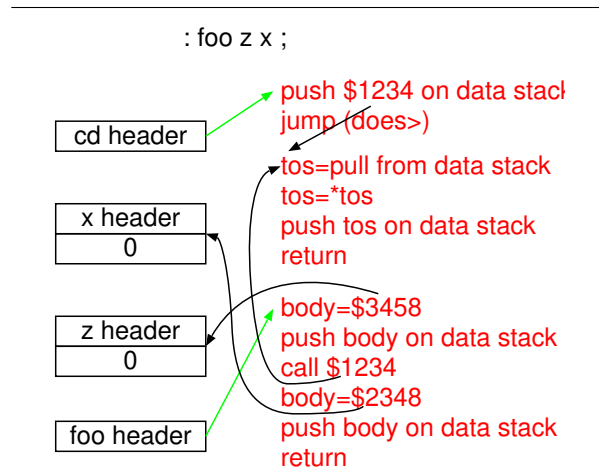 : foo z x ;
push $1234 on data stack
jump (does>)
cd header
tos=pull from data stack
tos=*tos
push tos on data stack
return
x header
0
body=$3458
push body on data stack
call $1234
body=$2348
push body on data stack
return
z header
0
foo header